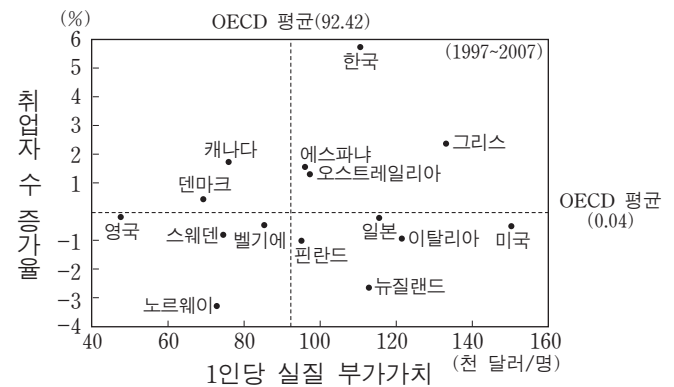 (%)
OECD 평균(92.42)
(1997~2007)
6
5
4
3
2
1
-1
-2
-3
-4
취업자 수 증가율
한국
그리스
캐나다
에스파냐
오스트레일리아
덴마크
OECD 평균
(0.04)
영국
스웨덴
벨기에
핀란드
일본
이탈리아
미국
뉴질랜드
노르웨이
40
60
80
100
120
140
160
1인당 실질 부가가치
(천 달러/명)